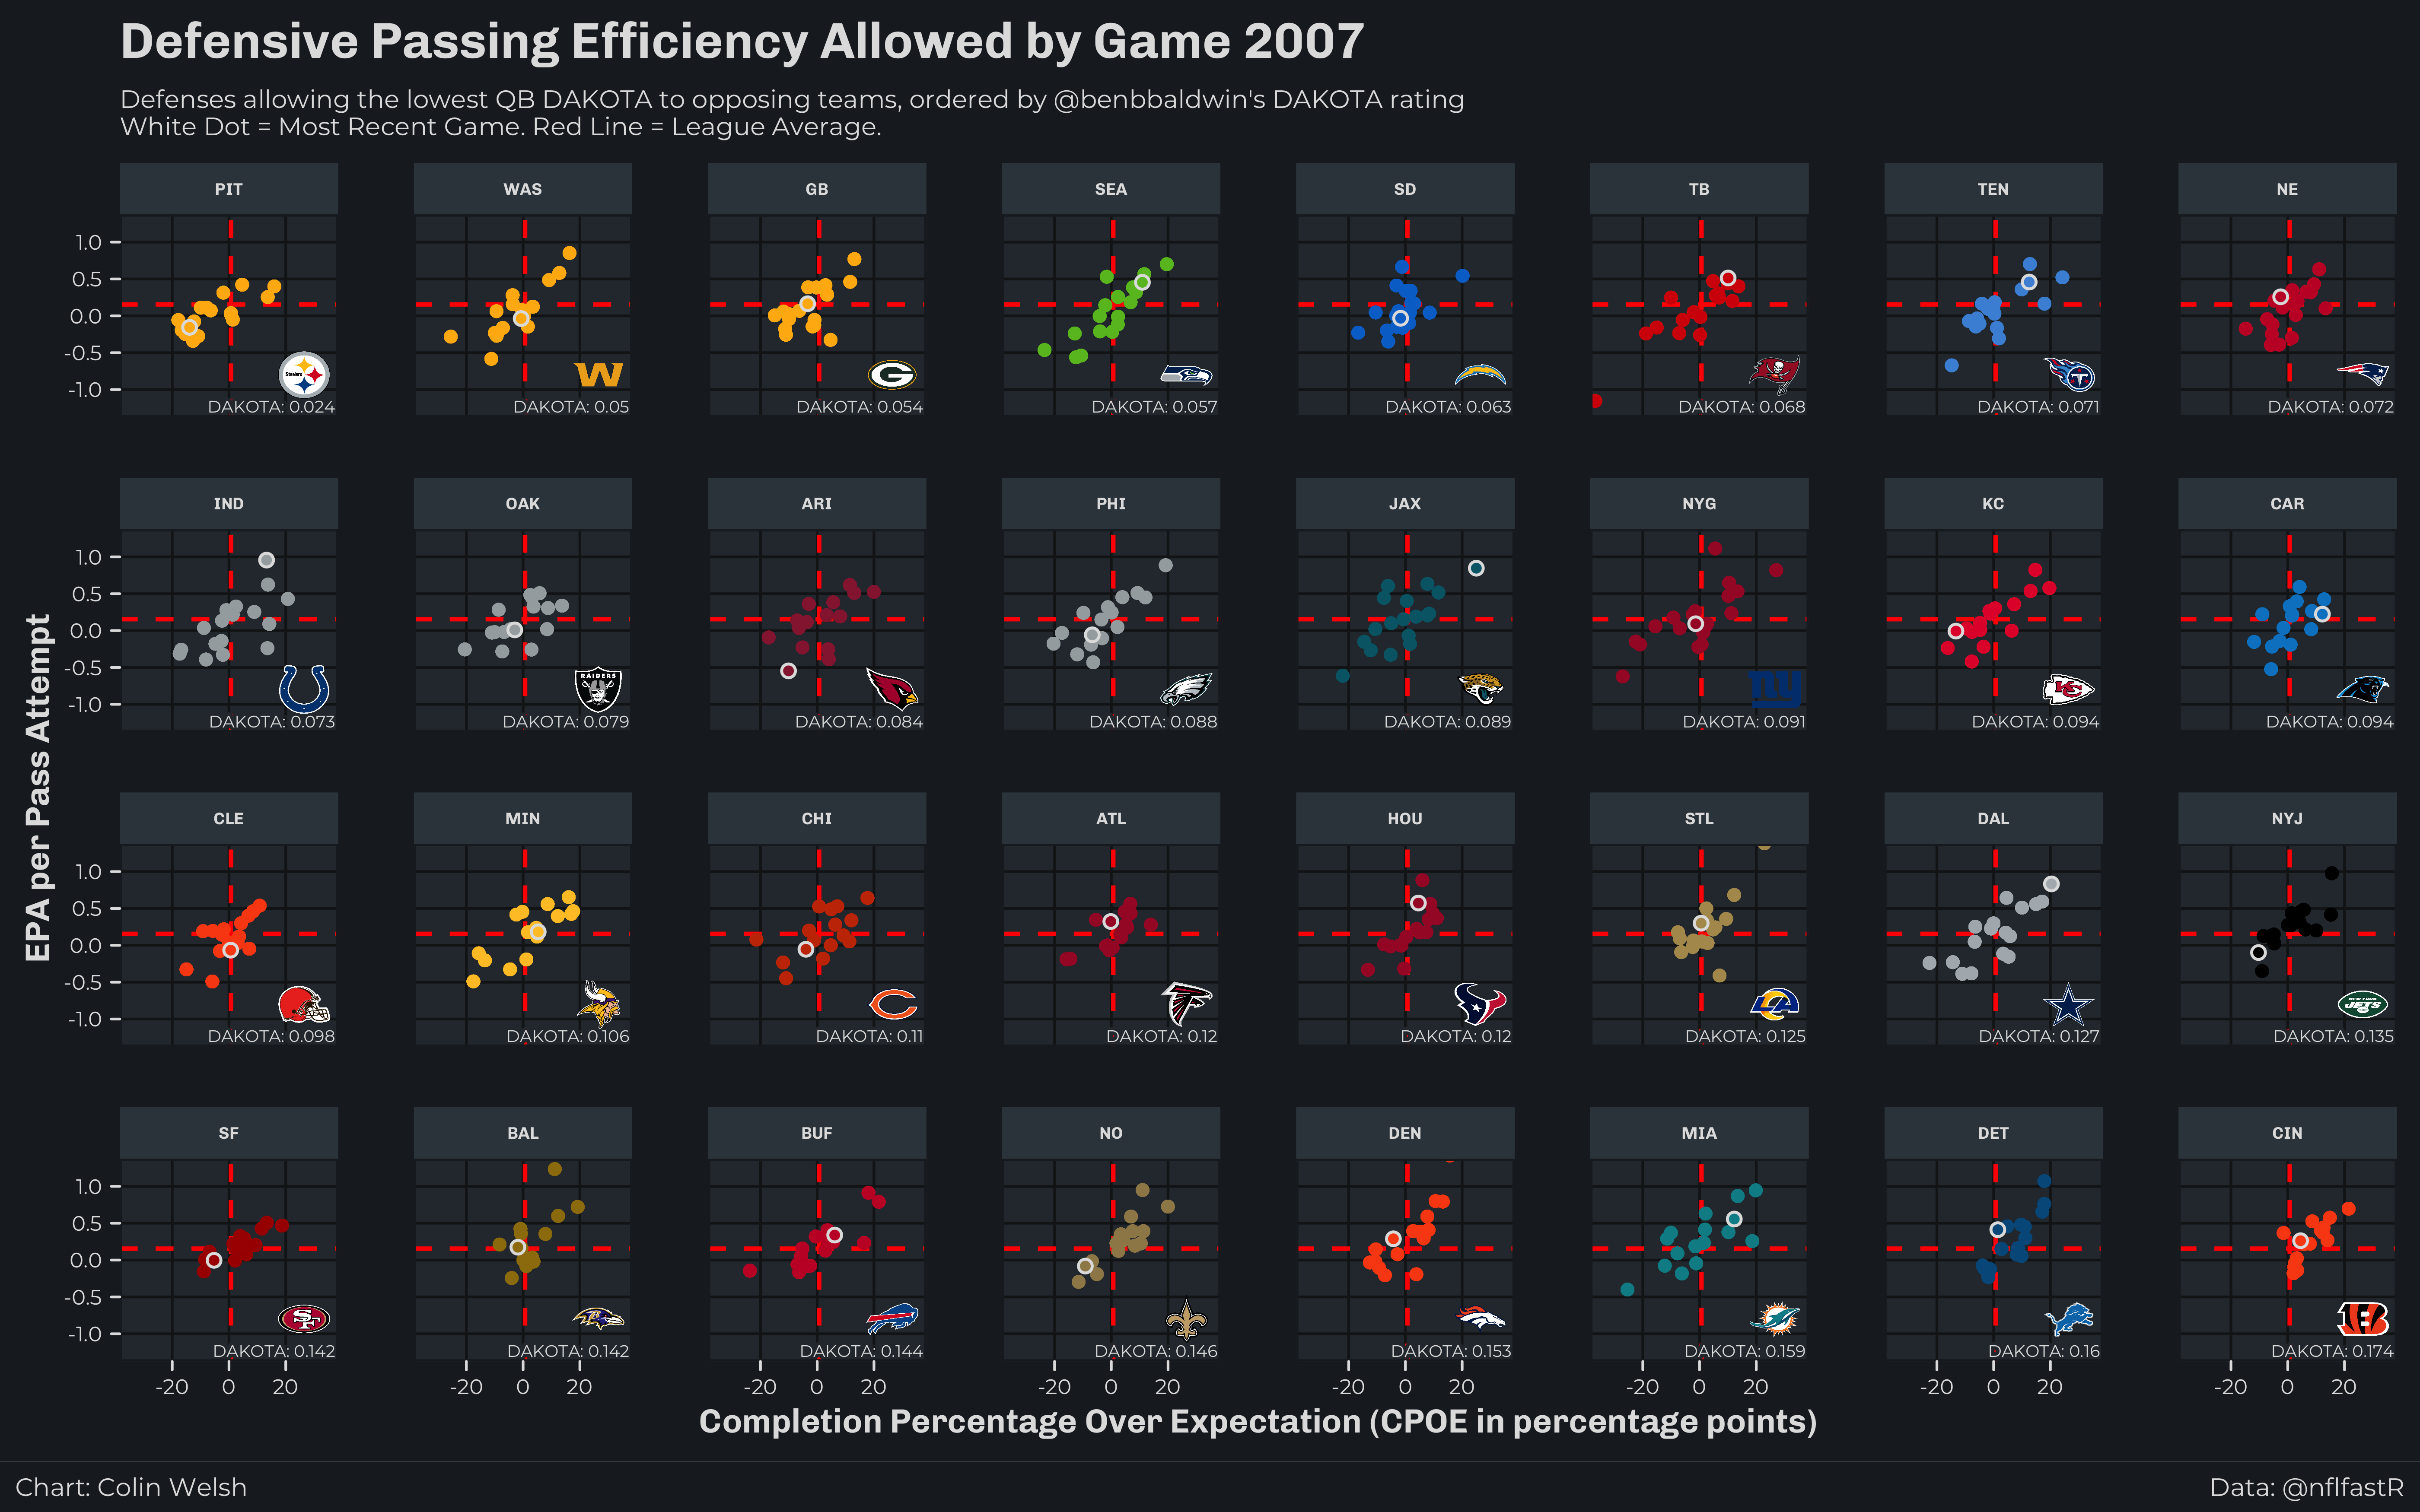 Defensive Passing Efficiency Allowed by Game 2007
Defenses allowing the lowest QB DAKOTA to opposing teams, ordered by @benbbaldwin's DAKOTA rating
White Dot = Most Recent Game. Red Line = League Average.
PIT WAS GB SEA SD TB TEN NE
1.0
0.5
0.0
-0.5
-1.0
Steelers
DAKOTA: 0.024 DAKOTA: 0.05 DAKOTA: 0.054 DAKOTA: 0.057 DAKOTA: 0.063 DAKOTA: 0.068 DAKOTA: 0.071 DAKOTA: 0.072
IND OAK ARI PHI JAX NYG KC CAR
1.0
0.5
0.0
-0.5
-1.0
RAIDERS
ny
KC
DAKOTA: 0.073 DAKOTA: 0.079 DAKOTA: 0.084 DAKOTA: 0.088 DAKOTA: 0.089 DAKOTA: 0.091 DAKOTA: 0.094 DAKOTA: 0.094
EPA per Pass Attempt
CLE MIN CHI ATL HOU STL DAL NYJ
1.0
0.5
0.0
-0.5
-1.0
NEW YORK
JETS
DAKOTA: 0.098 DAKOTA: 0.106 DAKOTA: 0.11 DAKOTA: 0.12 DAKOTA: 0.12 DAKOTA: 0.125 DAKOTA: 0.127 DAKOTA: 0.135
SF BAL BUF NO DEN MIA DET CIN
1.0
0.5
0.0
-0.5
-1.0
SF
DAKOTA: 0.142 DAKOTA: 0.142 DAKOTA: 0.144 DAKOTA: 0.146 DAKOTA: 0.153 DAKOTA: 0.159 DAKOTA: 0.16 DAKOTA: 0.174
-20 0 20 -20 0 20 -20 0 20 -20 0 20 -20 0 20 -20 0 20 -20 0 20 -20 0 20
Completion Percentage Over Expectation (CPOE in percentage points)
Chart: Colin Welsh
Data: @nflfastR